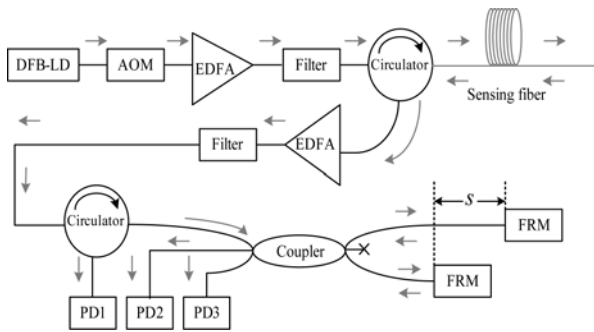 DFB-LD
AOM
EDFA
Filter
Circulator
Sensing fiber
Filter
EDFA
Circulator
Coupler
S
FRM
FRM
PD1
PD2
PD3